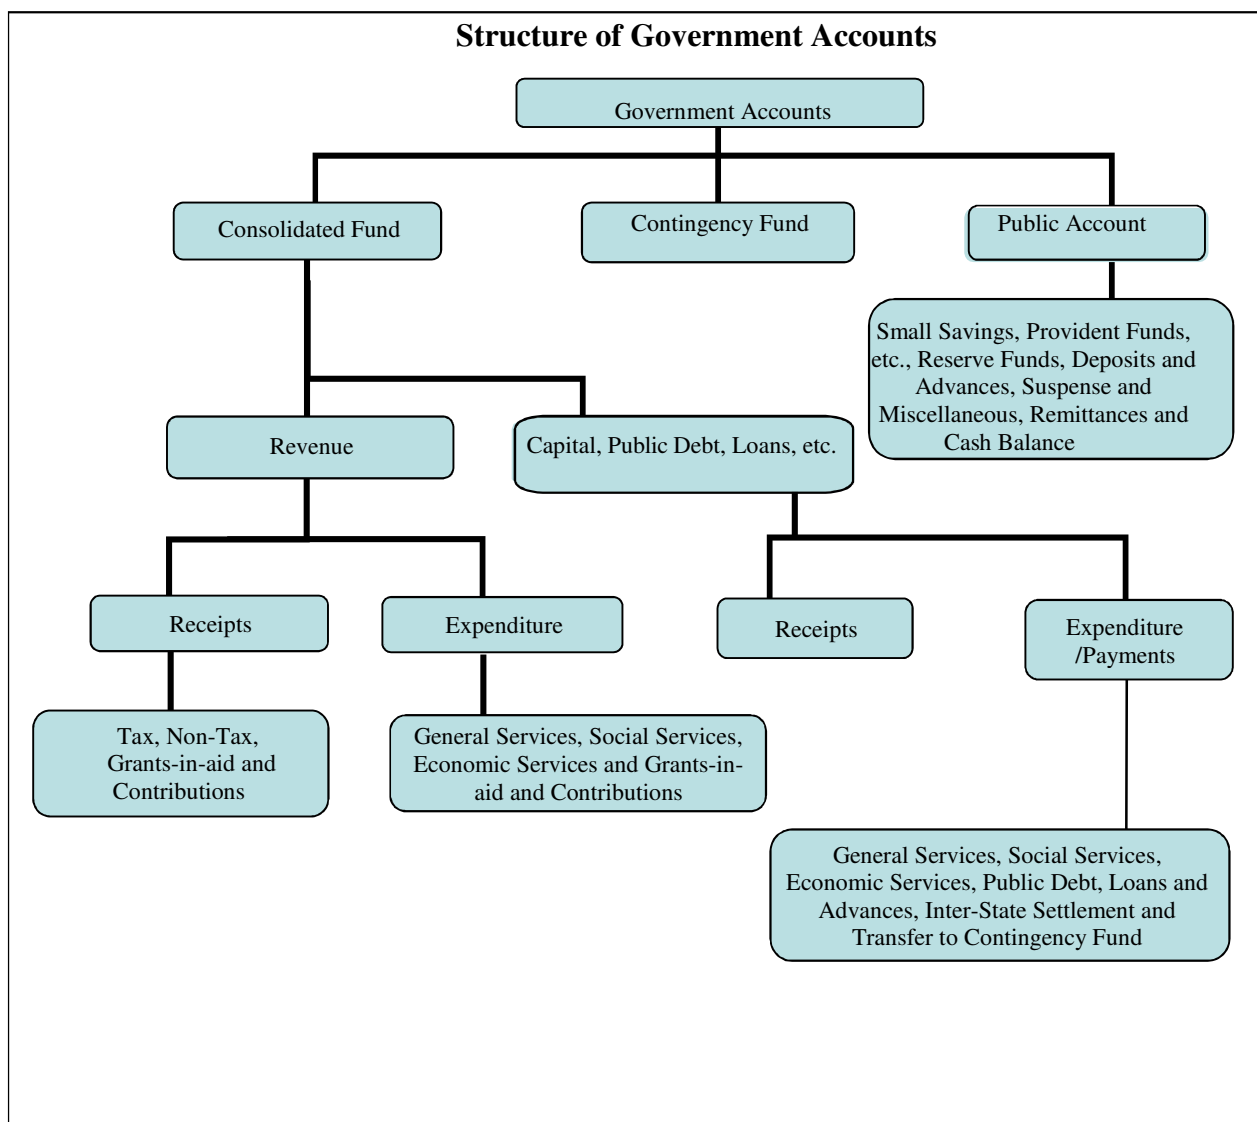 Structure of Government Accounts
Government Accounts
Consolidated Fund
Contingency Fund
Public Account
Small Savings, Provident Funds,
etc., Reserve Funds, Deposits and
Advances, Suspense and
Miscellaneous, Remittances and
Cash Balance
Revenue
Capital, Public Debt, Loans, etc.
Receipts
Expenditure
Receipts
Expenditure
/Payments
Tax, Non-Tax,
Grants-in-aid and
Contributions
General Services, Social Services,
Economic Services and Grants-in-
aid and Contributions
General Services, Social Services,
Economic Services, Public Debt, Loans and
Advances, Inter-State Settlement and
Transfer to Contingency Fund